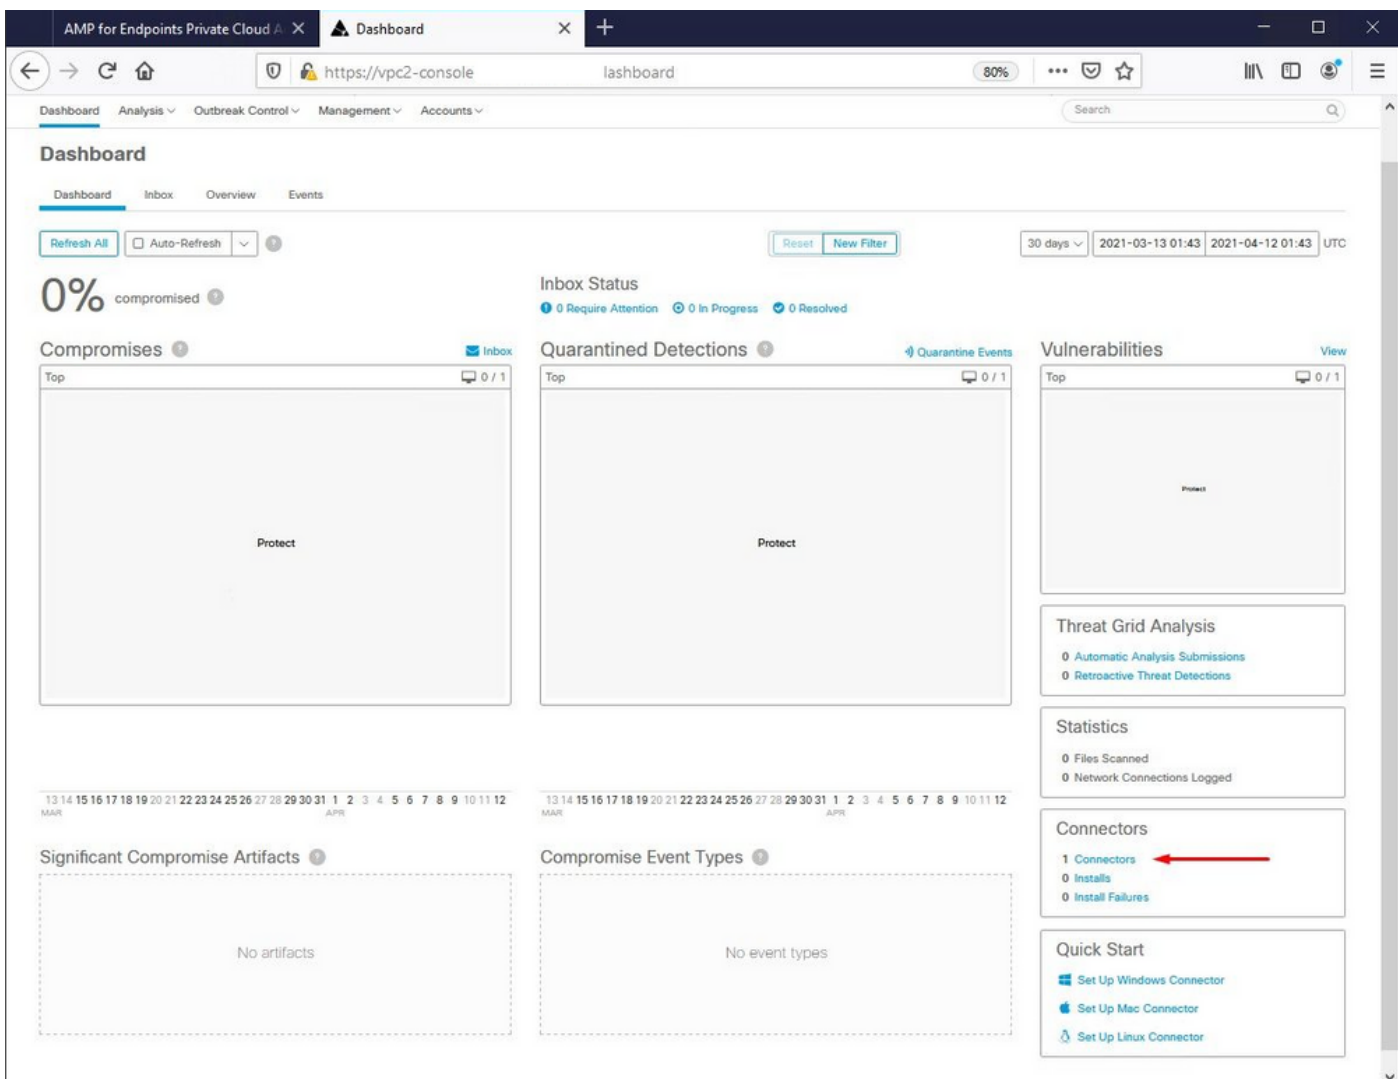 AMP for Endpoints Private Cloud A
Dashboard
https://vpc2-console lashboard
80%
Dashboard Analysis Outbreak Control Management Accounts
Search
Dashboard
Dashboard Inbox Overview Events
Refresh All Auto-Refresh
Reset New Filter
30 days 2021-03-13 01:43 2021-04-12 01:43 UTC
0% compromised
Inbox Status
0 Require Attention 0 In Progress 0 Resolved
Compromises Inbox
Top 0 / 1
Protect
Quarantined Detections Quarantine Events
Top 0 / 1
Protect
Vulnerabilities View
Top 0 / 1
Protect
Threat Grid Analysis
0 Automatic Analysis Submissions
0 Retroactive Threat Detections
Statistics
0 Files Scanned
0 Network Connections Logged
13 14 15 16 17 18 19 20 21 22 23 24 25 26 27 28 29 30 31 1 2 3 4 5 6 7 8 9 10 11 12
MAR APR
13 14 15 16 17 18 19 20 21 22 23 24 25 26 27 28 29 30 31 1 2 3 4 5 6 7 8 9 10 11 12
MAR APR
Connectors
1 Connectors
0 Installs
0 Install Failures
Significant Compromise Artifacts
No artifacts
Compromise Event Types
No event types
Quick Start
Set Up Windows Connector
Set Up Mac Connector
Set Up Linux Connector